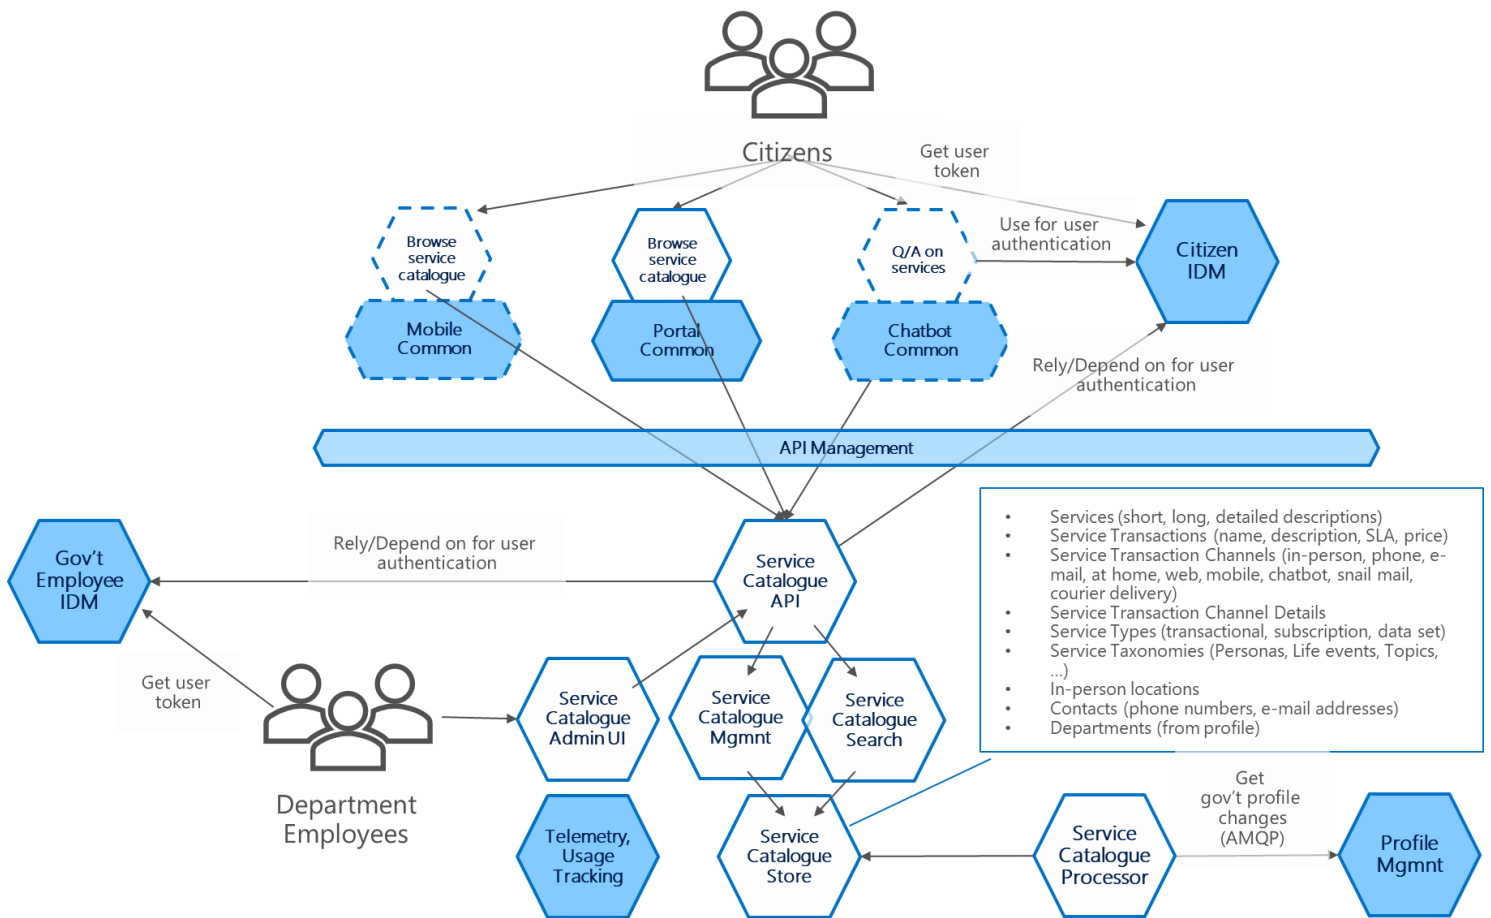 Citizens
Get user
token
Browse
service
catalogue
Mobile
Common
Browse
service
catalogue
Portal
Common
Q/A on
services
Chatbot
Common
Use for user
authentication
Citizen
IDM
Rely/Depend on for user
authentication
API Management
Gov't
Employee
IDM
Rely/Depend on for user
authentication
Service
Catalogue
API
• Services (short, long, detailed descriptions)
• Service Transactions (name, description, SLA, price)
• Service Transaction Channels (in-person, phone, e-
mail, at home, web, mobile, chatbot, snail mail,
courier delivery)
• Service Transaction Channel Details
• Service Types (transactional, subscription, data set)
• Service Taxonomies (Personas, Life events, Topics,
…)
• In-person locations
• Contacts (phone numbers, e-mail addresses)
• Departments (from profile)
Get user
token
Department
Employees
Service
Catalogue
Admin UI
Service
Catalogue
Mgmnt
Service
Catalogue
Search
Telemetry,
Usage
Tracking
Service
Catalogue
Store
Service
Catalogue
Processor
Get
gov't profile
changes
(AMQP)
Profile
Mgmnt